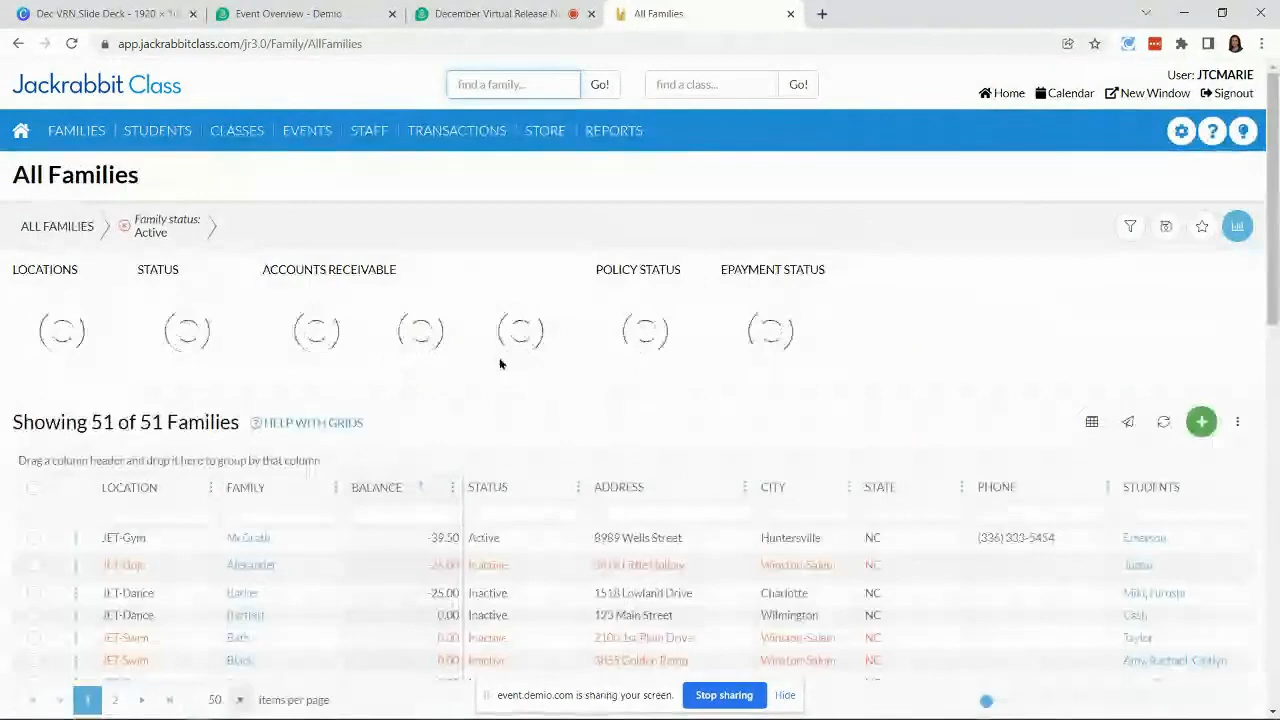 Dec VRN Slide Deck - 1920 ×
Event Overview - Demio
December Virtual Release N
All Families
app.jackrabbitclass.com/jr3.0/Family/AllFamilies
Jackrabbit Class
find a family...
Go!
find a class...
Go!
User: JTCMARIE
Home
Calendar
New Window
Signout
FAMILIES
STUDENTS
CLASSES
EVENTS
STAFF
TRANSACTIONS
STORE
REPORTS
All Families
ALL FAMILIES
Family status:
Active
LOCATIONS
STATUS
ACCOUNTS RECEIVABLE
POLICY STATUS
EPAYMENT STATUS
Showing 51 of 51 Families
HELP WITH GRIDS
Drag a column header and drop it here to group by that column
LOCATION FAMILY BALANCE STATUS ADDRESS CITY STATE PHONE STUDENTS
JET-Gym McGrath -39.50 Active 8989 Wells Street Huntersville NC (336) 333-5454 Emerson
Alexander Inactive Winston-Salem NC
JET-Dance -25.00 Inactive 1518 Lowland Drive Charlotte NC
JET-Dance 0.00 Inactive 123 Main Street Wilmington NC Cash
JET-Swim 0.00 Inactive Winston-Salem NC Taylor
JET-Swim Black 0.00 Inactive Winston-Salem NC Amy, Rachael, Caitlyn
1
2
50
items per page
event.demio.com is sharing your screen.
Stop sharing
Hide